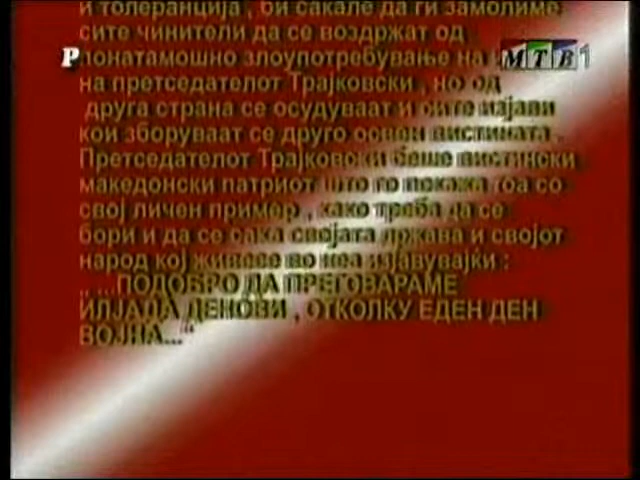 и толеранција , би сакале да ги замолиме
сите чинители да се воздржат од
понатамошно злоупотребување на
на претседателот Трајковски , но од
друга страна се осудуваат и сите изјави
кои зборуваат се друго освен вистината .
Претседателот Трајковски беше вистински
македонски патриот што го покажа тоа со
свој личен пример , како треба да се
бори и да се сака својата држава и својот
народ кој живее во неа изјавувајќи :
„ ...ПОДОБРО ДА ПРЕГОВАРАМЕ
ИЛЈАДА ДЕНОВИ , ОТКОЛКУ ЕДЕН ДЕН
ВОЈНА...“
P
МТВ 1